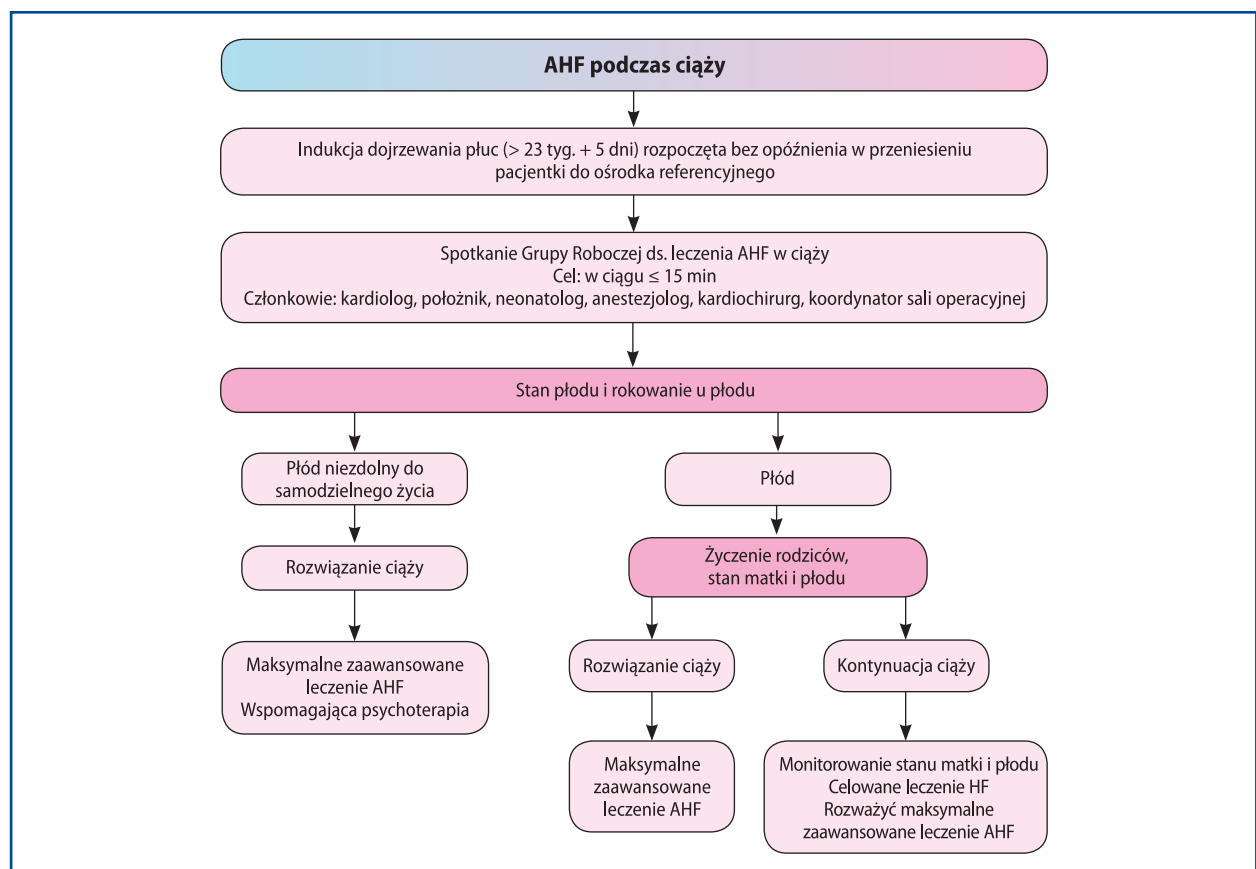 AHF podczas ciąży
Indukcja dojrzewania płuc (> 23 tyg. + 5 dni) rozpoczęta bez opóźnienia w przeniesieniu
pacjentki do ośrodka referencyjnego
Spotkanie Grupy Roboczej ds. leczenia AHF w ciąży
Cel: w ciągu ≤ 15 min
Członkowie: kardiolog, położnik, neonatolog, anestezjolog, kardiochirurg, koordynator sali operacyjnej
Stan płodu i rokowanie u płodu
Płód niezdolny do
samodzielnego życia
Rozwiązanie ciąży
Maksymalne zaawansowane
leczenie AHF
Wspomagająca psychoterapia
Płód
Życzenie rodziców,
stan matki i płodu
Rozwiązanie ciąży
Maksymalne
zaawansowane
leczenie AHF
Kontynuacja ciąży
Monitorowanie stanu matki i płodu
Celowane leczenie HF
Rozważyć maksymalne
zaawansowane leczenie AHF